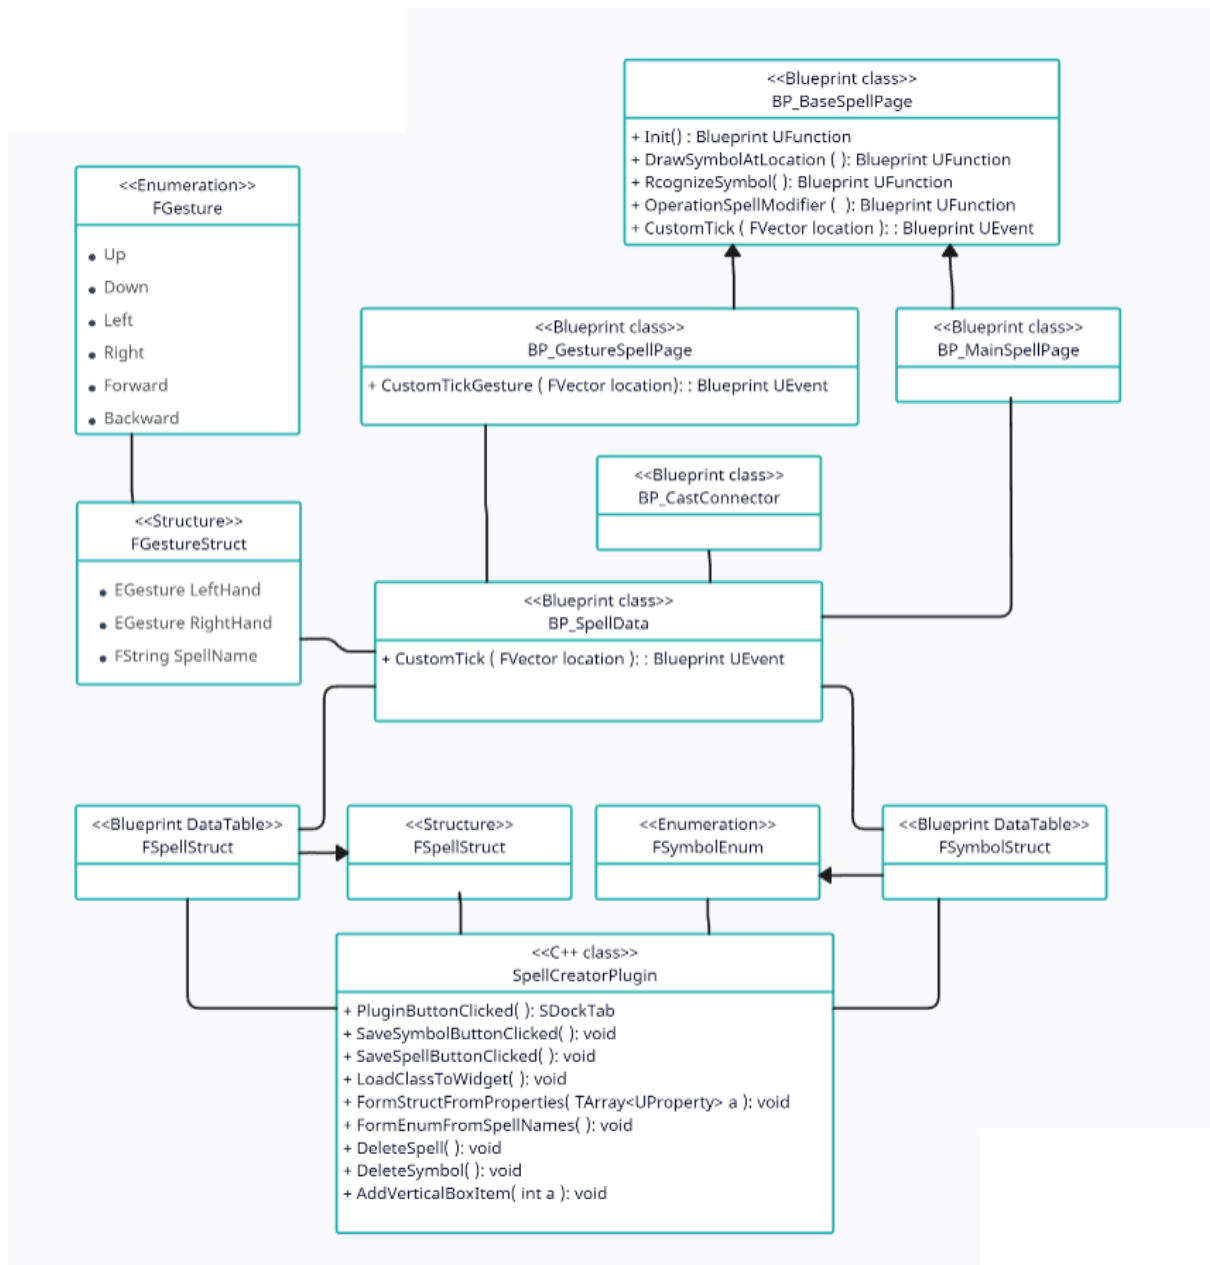 <<Blueprint class>>
BP_BaseSpellPage
+ Init() : Blueprint UFunction
+ DrawSymbolAtLocation ( ): Blueprint UFunction
+ RcognizeSymbol( ): Blueprint UFunction
+ OperationSpellModifier (  ): Blueprint UFunction
+ CustomTick ( FVector location ): : Blueprint UEvent
<<Enumeration>>
FGesture
• Up
• Down
• Left
• Right
• Forward
• Backward
<<Blueprint class>>
BP_GestureSpellPage
+ CustomTickGesture ( FVector location): : Blueprint UEvent
<<Blueprint class>>
BP_MainSpellPage
<<Blueprint class>>
BP_CastConnector
<<Structure>>
FGestureStruct
• EGesture LeftHand
• EGesture RightHand
• FString SpellName
<<Blueprint class>>
BP_SpellData
+ CustomTick ( FVector location ): : Blueprint UEvent
<<Blueprint DataTable>>
FSpellStruct
<<Structure>>
FSpellStruct
<<Enumeration>>
FSymbolEnum
<<Blueprint DataTable>>
FSymbolStruct
<<C++ class>>
SpellCreatorPlugin
+ PluginButtonClicked( ): SDockTab
+ SaveSymbolButtonClicked( ): void
+ SaveSpellButtonClicked( ): void
+ LoadClassToWidget( ): void
+ FormStructFromProperties( TArray<UProperty> a ): void
+ FormEnumFromSpellNames( ): void
+ DeleteSpell( ): void
+ DeleteSymbol( ): void
+ AddVerticalBoxItem( int a ): void